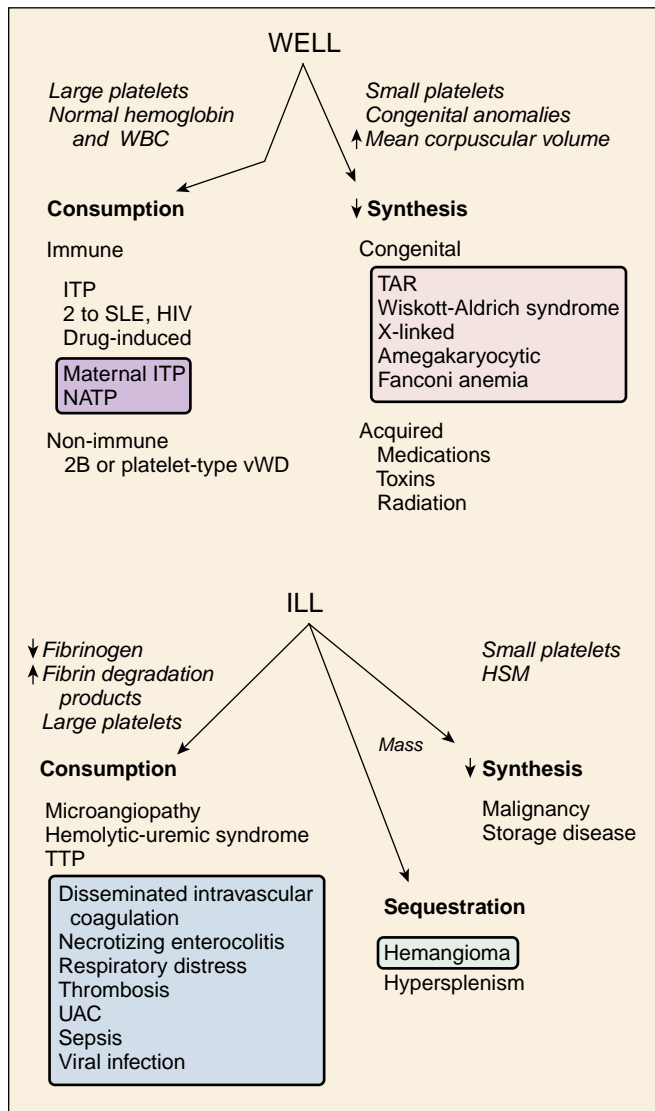 WELL
Large platelets
Normal hemoglobin
and WBC
Small platelets
Congenital anomalies
↑ Mean corpuscular volume
Consumption
Immune
ITP
2 to SLE, HIV
Drug-induced
Maternal ITP
NATP
Non-immune
2B or platelet-type vWD
↓ Synthesis
Congenital
TAR
Wiskott-Aldrich syndrome
X-linked
Amegakaryocytic
Fanconi anemia
Acquired
Medications
Toxins
Radiation
ILL
↓ Fibrinogen
↑ Fibrin degradation
products
Large platelets
Small platelets
HSM
Mass
Consumption
Microangiopathy
Hemolytic-uremic syndrome
TTP
Disseminated intravascular
coagulation
Necrotizing enterocolitis
Respiratory distress
Thrombosis
UAC
Sepsis
Viral infection
↓ Synthesis
Malignancy
Storage disease
Sequestration
Hemangioma
Hypersplenism